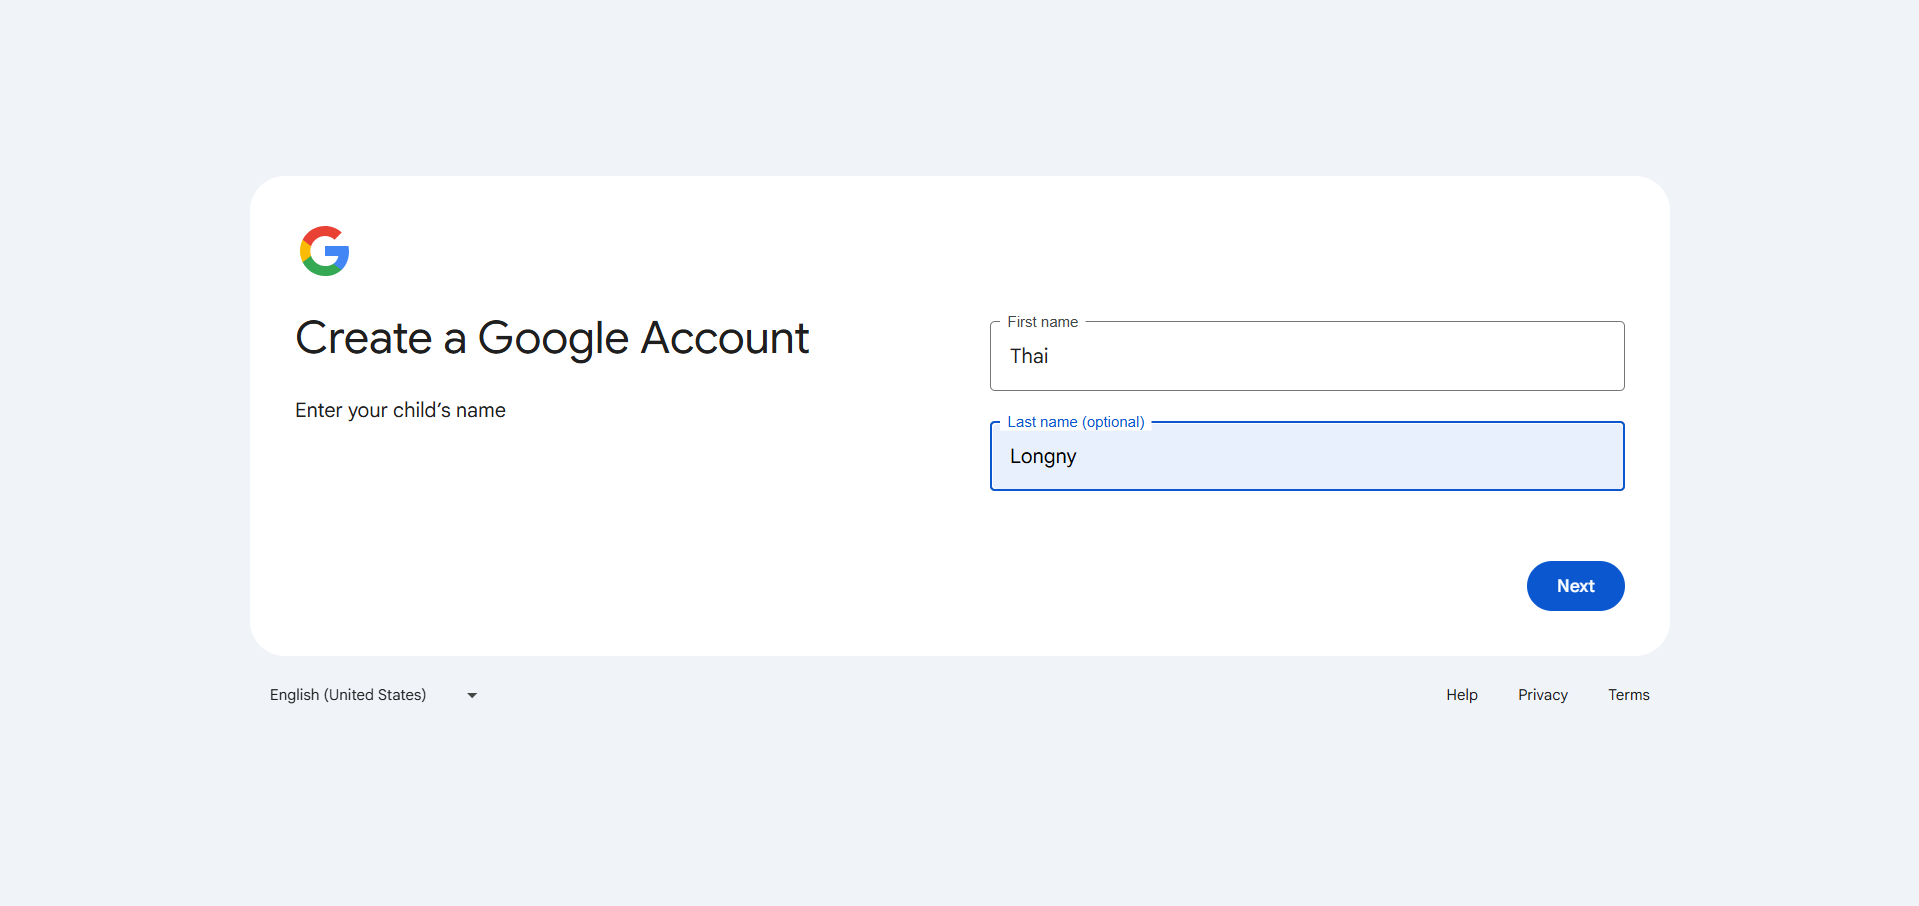 Create a Google Account
Enter your child’s name
First name
Thai
Last name (optional)
Longny
Next
English (United States)
Help
Privacy
Terms